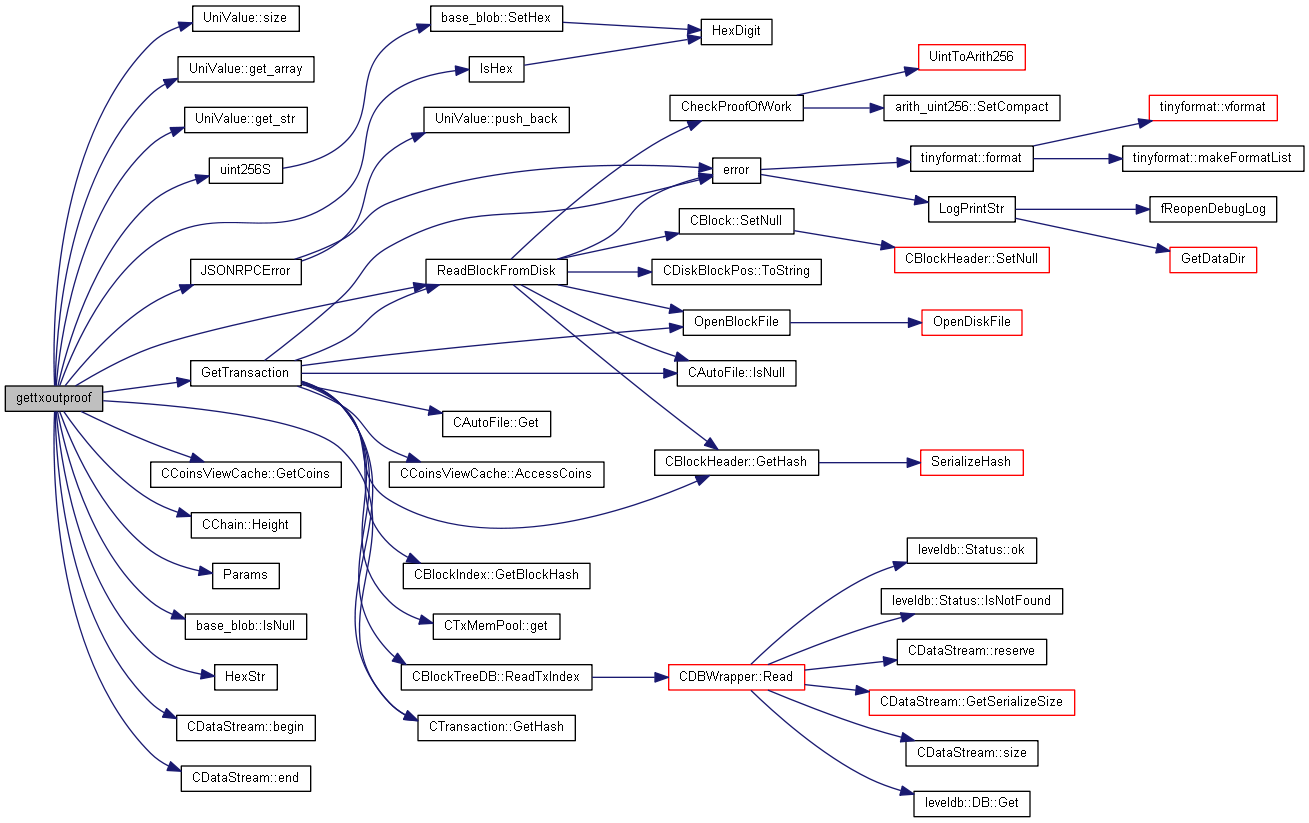 UniValue::size
base_blob::SetHex
HexDigit
UniValue::get_array
IsHex
UintToArith256
CheckProofOfWork
arith_uint256::SetCompact
tinyformat::vformat
UniValue::get_str
UniValue::push_back
uint256S
error
tinyformat::format
tinyformat::makeFormatList
CBlock::SetNull
LogPrintStr
fReopenDebugLog
JSONRPCError
ReadBlockFromDisk
CDiskBlockPos::ToString
CBlockHeader::SetNull
GetDataDir
OpenBlockFile
OpenDiskFile
GetTransaction
CAutoFile::IsNull
gettxoutproof
CAutoFile::Get
CCoinsViewCache::GetCoins
CCoinsViewCache::AccessCoins
CBlockHeader::GetHash
SerializeHash
CChain::Height
leveldb::Status::ok
Params
CBlockIndex::GetBlockHash
leveldb::Status::IsNotFound
base_blob::IsNull
CTxMemPool::get
CDataStream::reserve
HexStr
CBlockTreeDB::ReadTxIndex
CDBWrapper::Read
CDataStream::GetSerializeSize
CDataStream::begin
CTransaction::GetHash
CDataStream::size
CDataStream::end
leveldb::DB::Get